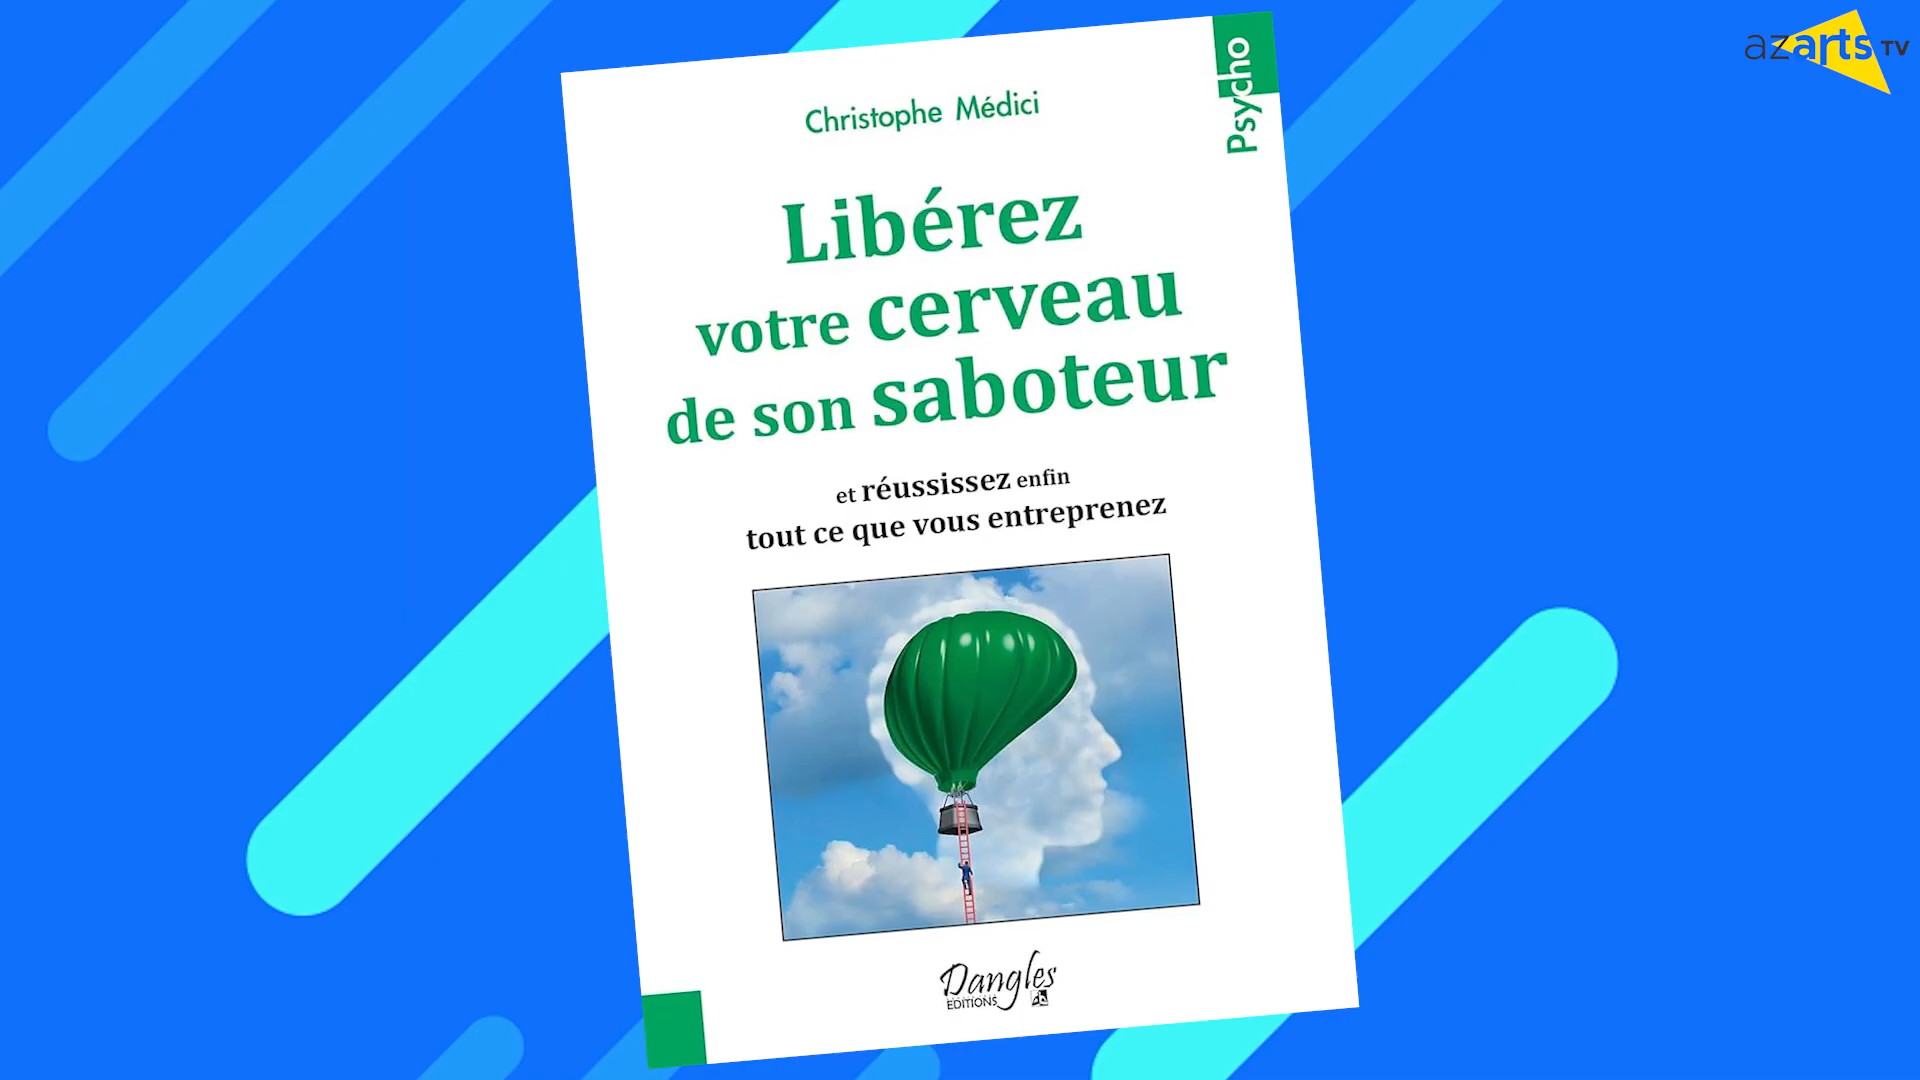 azarts TV
Psycho
Christophe Médici
Libérez
votre cerveau
de son saboteur
et réussissez enfin
tout ce que vous entreprenez
Dangles
EDITIONS